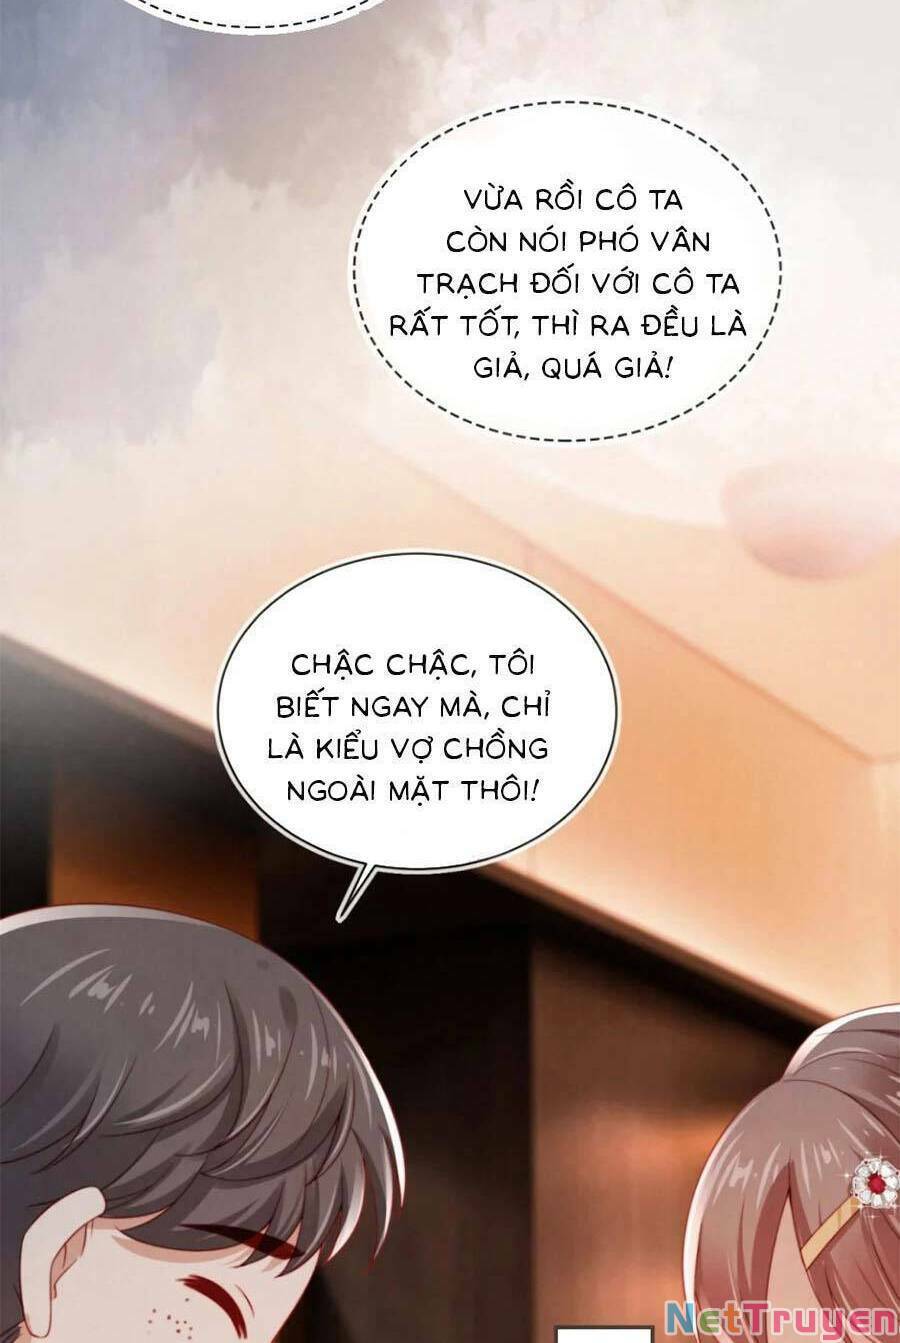 VỪA RỒI CÔ TA
CÒN NÓI PHÓ VÂN
TRẠCH ĐỐI VỚI CÔ TA
RẤT TỐT, THÌ RA ĐỀU LÀ
GIẢ, QUÁ GIẢ!
CHẬC CHẬC, TÔI
BIẾT NGAY MÀ, CHỈ
LÀ KIỂU VỢ CHỒNG
NGOÀI MẶT THÔI!
NetTruyen